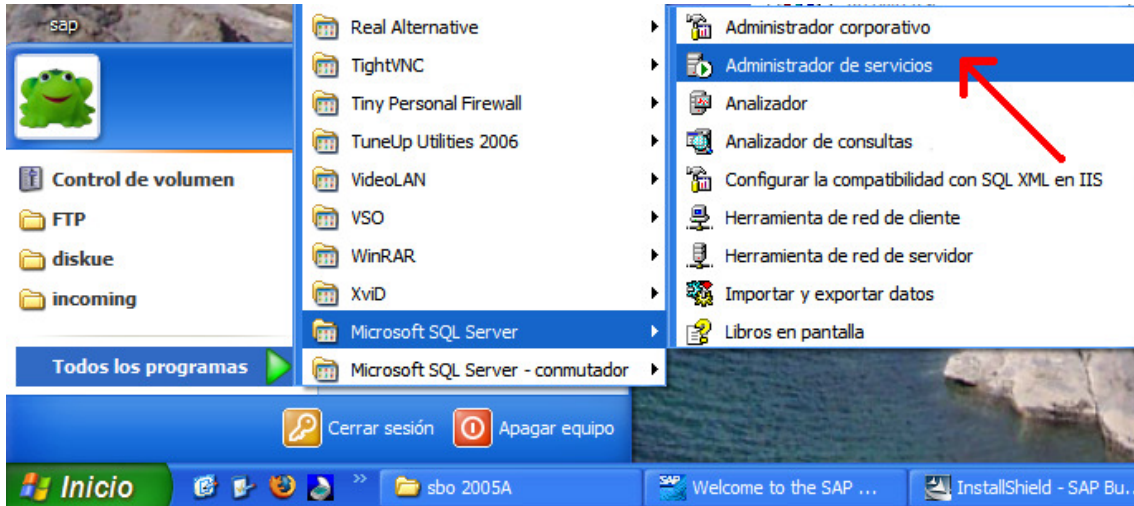 sap
Control de volumen
FTP
diskue
incoming
Todos los programas
Real Alternative
TightVNC
Tiny Personal Firewall
TuneUp Utilities 2006
VideoLAN
VSO
WinRAR
XviD
Microsoft SQL Server
Microsoft SQL Server - conmutador
Administrador corporativo
Administrador de servicios
Analizador
Analizador de consultas
Configurar la compatibilidad con SQL XML en IIS
Herramienta de red de cliente
Herramienta de red de servidor
Importar y exportar datos
Libros en pantalla
Cerrar sesión
Apagar equipo
Inicio
sbo 2005A
SAP
Welcome to the SAP ...
InstallShield - SAP Bu..